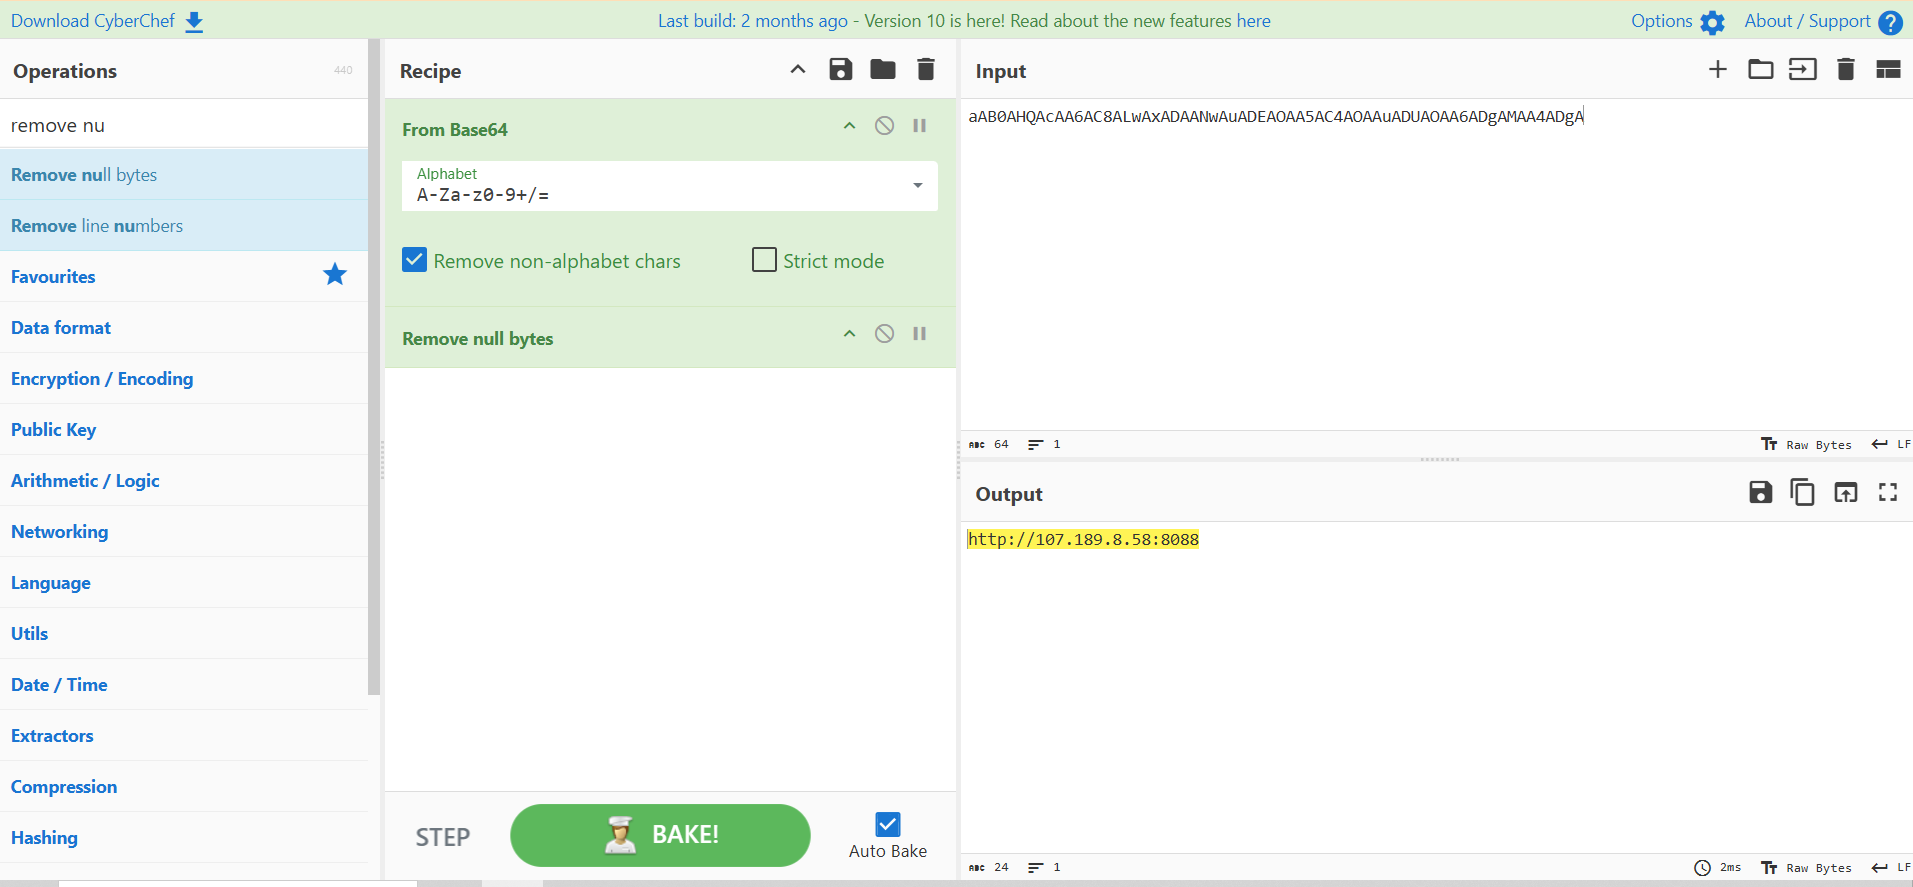 Download CyberChef
Last build: 2 months ago - Version 10 is here! Read about the new features here
Options
About / Support
Operations
440
remove nu
Remove null bytes
Remove line numbers
Favourites
Data format
Encryption / Encoding
Public Key
Arithmetic / Logic
Networking
Language
Utils
Date / Time
Extractors
Compression
Hashing
Recipe
From Base64
Alphabet
A-Za-z0-9+/=
Remove non-alphabet chars
Strict mode
Remove null bytes
STEP
BAKE!
Auto Bake
Input
aAB0AHQAcAA6AC8ALwAxADAANwAuADEAOAA5AC4AOAAuADUAOAA6ADgAMAA4ADgA
ABC 64
1
Raw Bytes
LF
Output
http://107.189.8.58:8088
ABC 24
1
2ms
Raw Bytes
LF